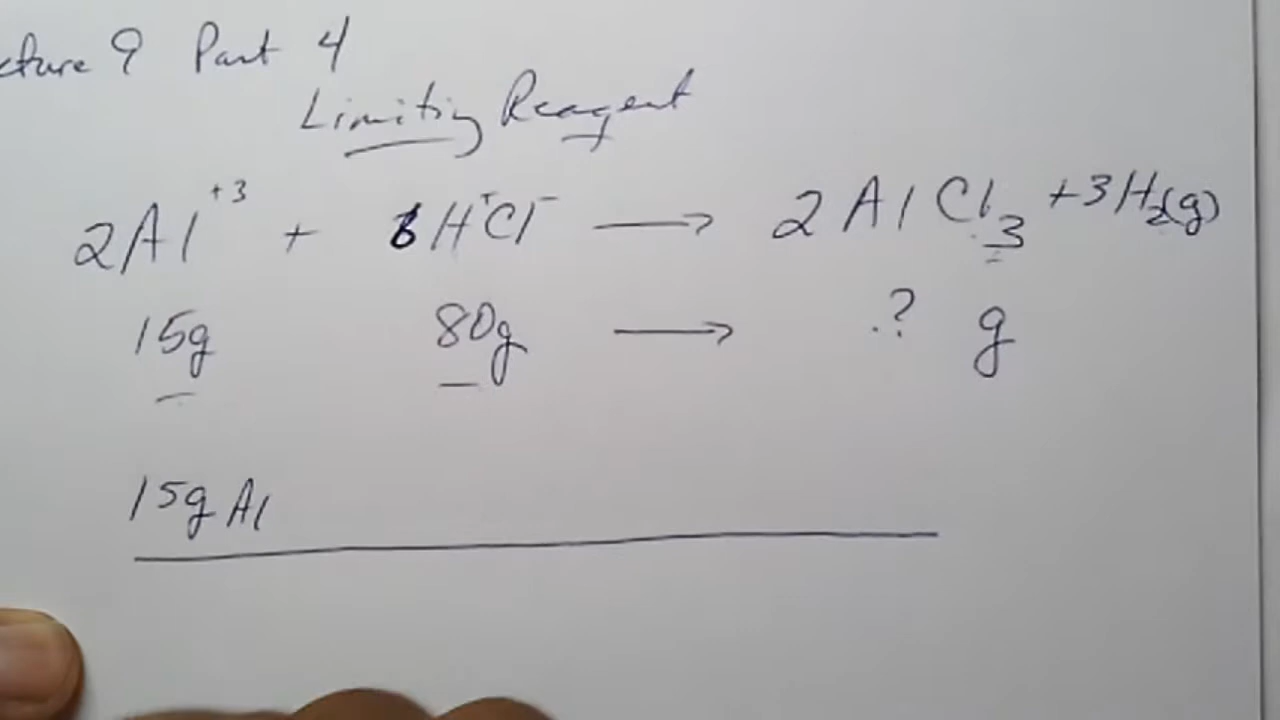 cture 9 Part 4
Limiting Reagent
2Al⁺³ + 6H⁺Cl⁻ → 2AlCl₃ + 3H₂(g)
15g 80g → ? g
15g Al